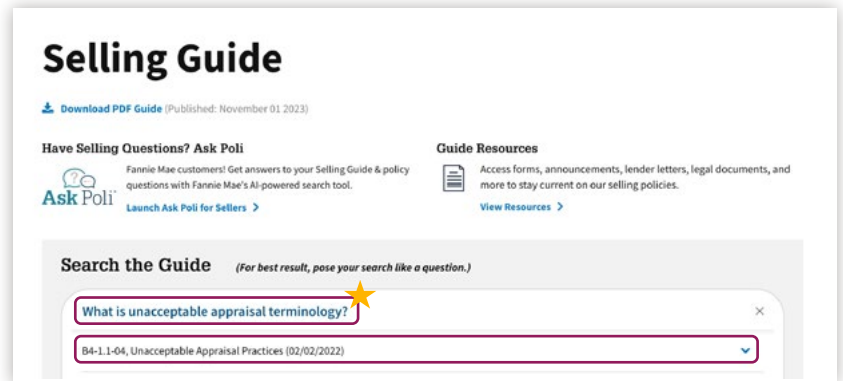 Selling Guide
Download PDF Guide (Published: November 01 2023)
Have Selling Questions? Ask Poli
Ask Poli
Fannie Mae customers! Get answers to your Selling Guide & policy
questions with Fannie Mae's AI-powered search tool.
Launch Ask Poli for Sellers
Guide Resources
Access forms, announcements, lender letters, legal documents, and
more to stay current on our selling policies.
View Resources
Search the Guide (For best result, pose your search like a question.)
What is unacceptable appraisal terminology?
B4-1.1-04, Unacceptable Appraisal Practices (02/02/2022)